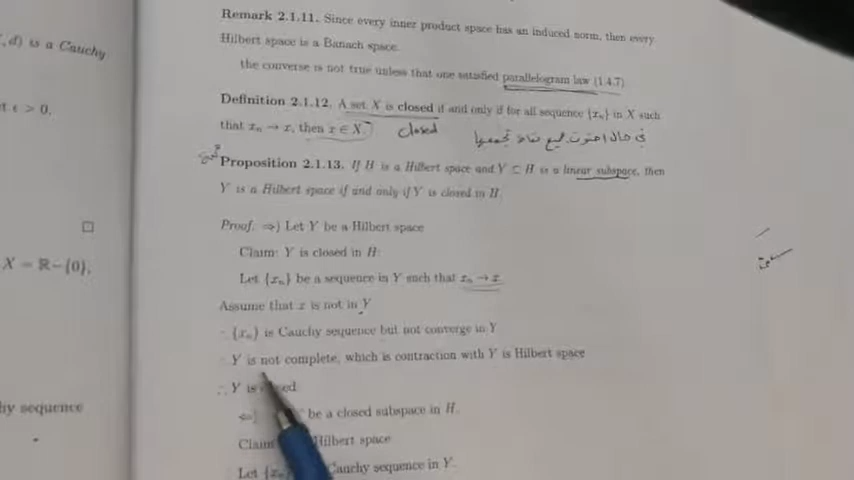 , d) is a Cauchy
et ϵ > 0.
□
X = ℝ−{0},
hy sequence
Remark 2.1.11. Since every inner product space has an induced norm, then every
Hilbert space is a Banach space.
the converse is not true unless that one satisfied parallelogram law (1.4.7)
Definition 2.1.12. A set X is closed if and only if for all sequence {xₙ} in X such
that xₙ → x, then x ∈ X. closed
Proposition 2.1.13. If H is a Hilbert space and Y ⊂ H is a linear subspace, then
Y is a Hilbert space if and only if Y is closed in H.
Proof. ⇒) Let Y be a Hilbert space
Claim: Y is closed in H:
Let {xₙ} be a sequence in Y such that xₙ → x
Assume that x is not in Y
∴ {xₙ} is Cauchy sequence but not converge in Y
∴ Y is not complete, which is contraction with Y is Hilbert space
∴ Y is closed
⇐) be a closed subspace in H.
Claim Hilbert space
Let {xₙ} Cauchy sequence in Y.